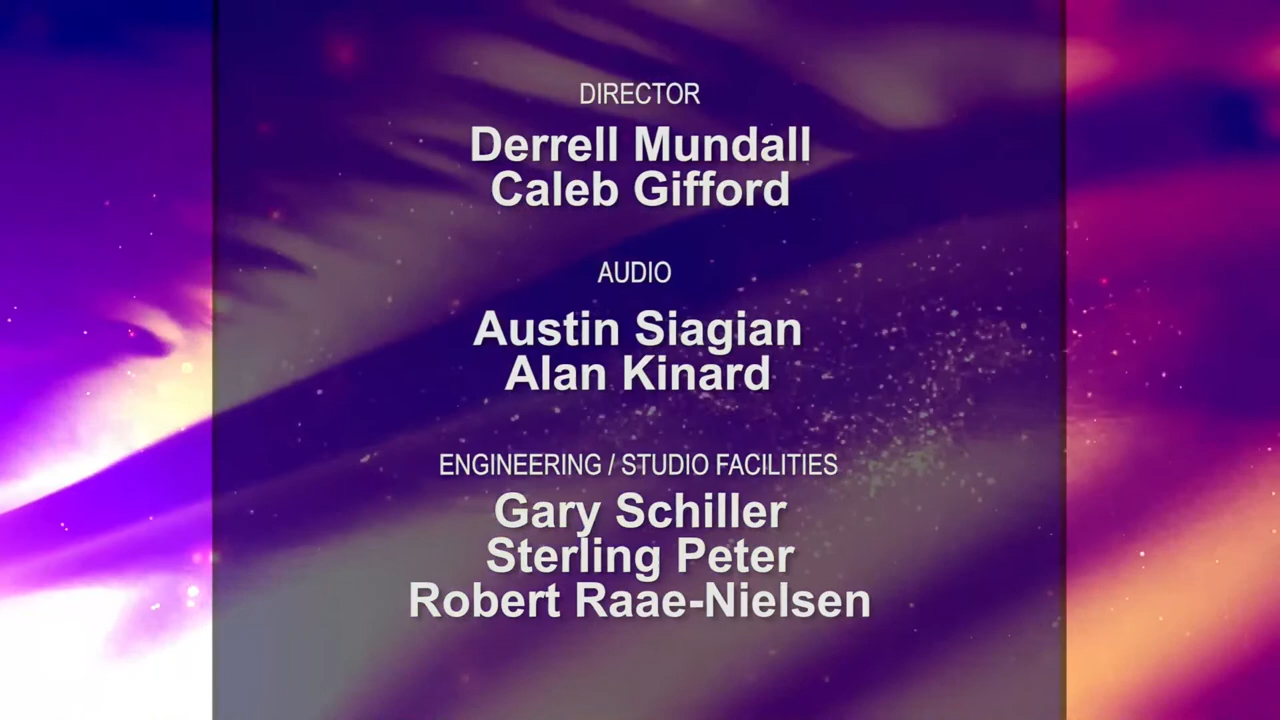 DIRECTOR
Derrell Mundall
Caleb Gifford
AUDIO
Austin Siagian
Alan Kinard
ENGINEERING / STUDIO FACILITIES
Gary Schiller
Sterling Peter
Robert Raae-Nielsen